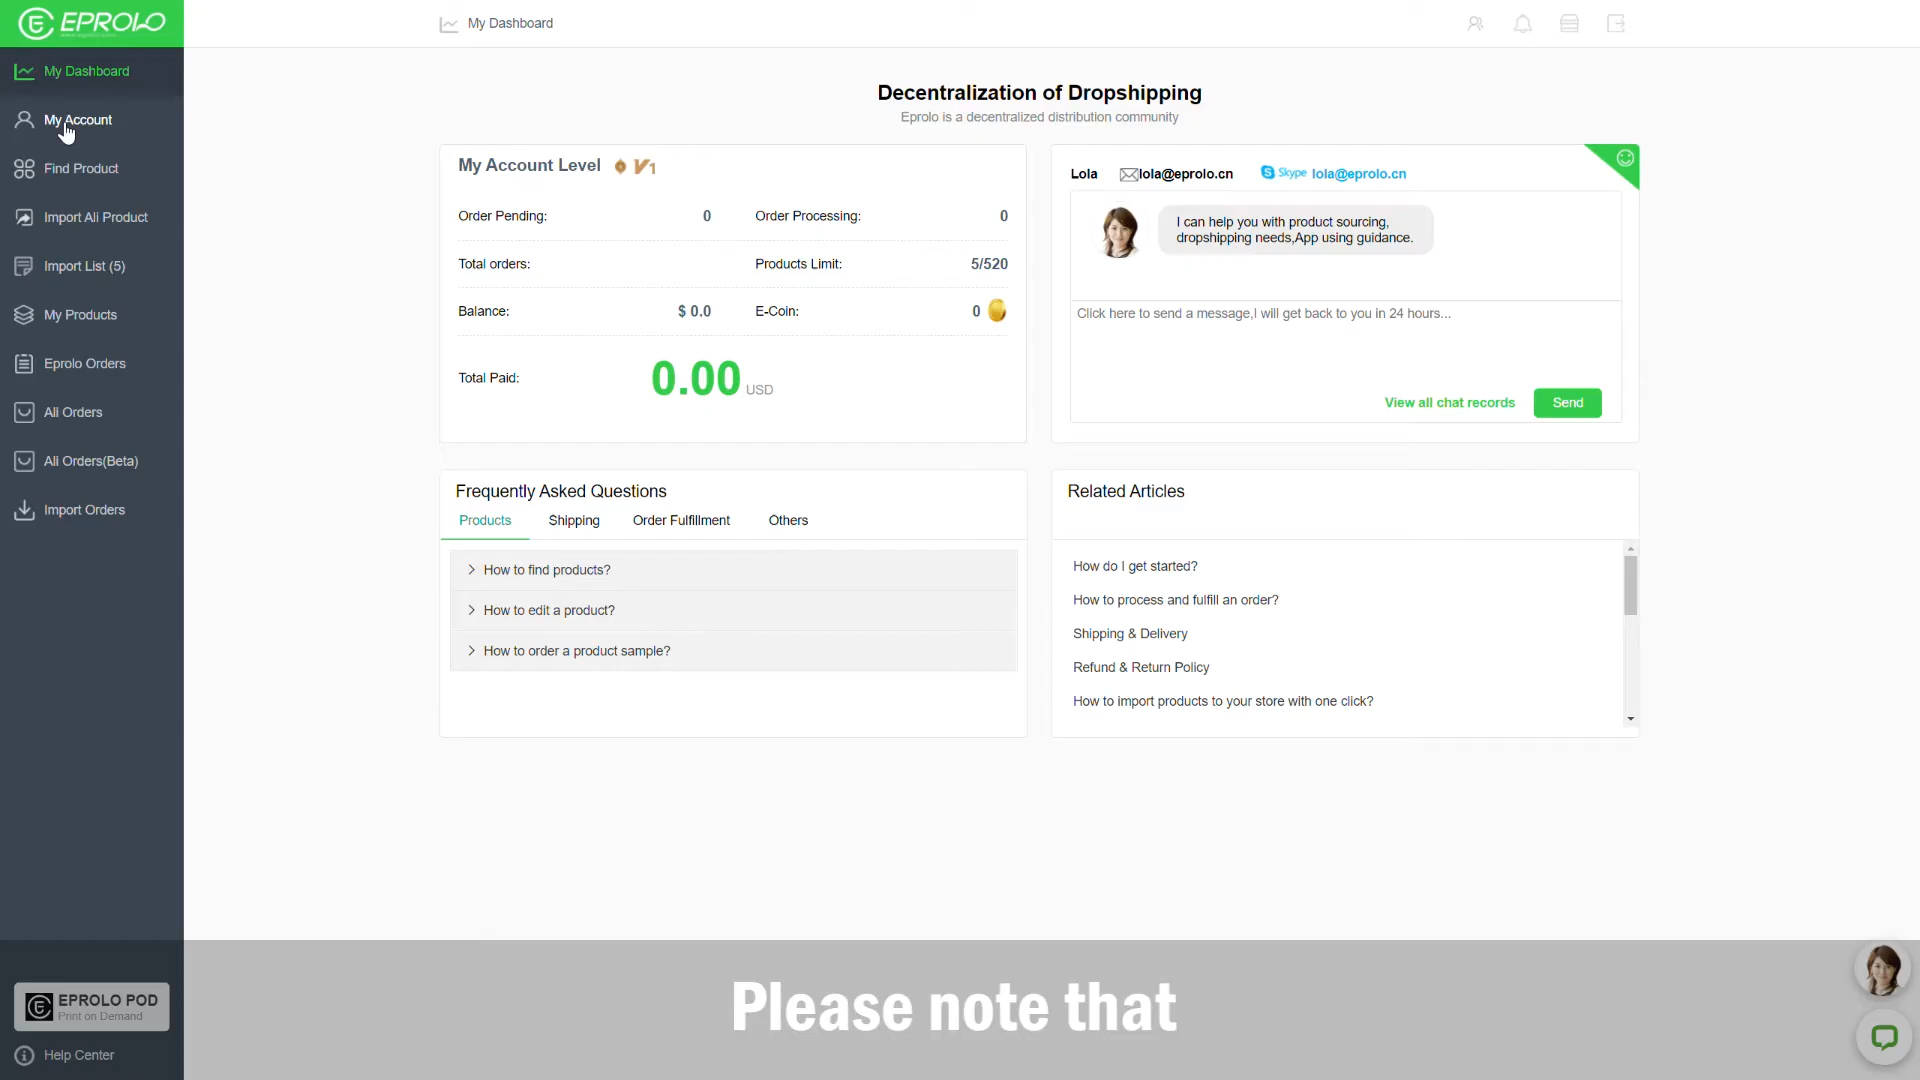 EPROLO
My Dashboard
My Account
Find Product
Import Ali Product
Import List (5)
My Products
Eprolo Orders
Ali Orders
Ali Orders(Beta)
Import Orders
EPROLO POD
Print on Demand
Help Center
My Dashboard
Decentralization of Dropshipping
Eprolo is a decentralized distribution community
My Account Level V1
Order Pending: 0 Order Processing: 0
Total orders: Products Limit: 5/520
Balance: $ 0.0 E-Coin: 0
Total Paid: 0.00 USD
Lola lola@eprolo.cn Skype lola@eprolo.cn
I can help you with product sourcing,
dropshipping needs,App using guidance.
Click here to send a message,I will get back to you in 24 hours...
View all chat records Send
Frequently Asked Questions
Products Shipping Order Fulfillment Others
How to find products?
How to edit a product?
How to order a product sample?
Related Articles
How do I get started?
How to process and fulfill an order?
Shipping & Delivery
Refund & Return Policy
How to import products to your store with one click?
Please note that